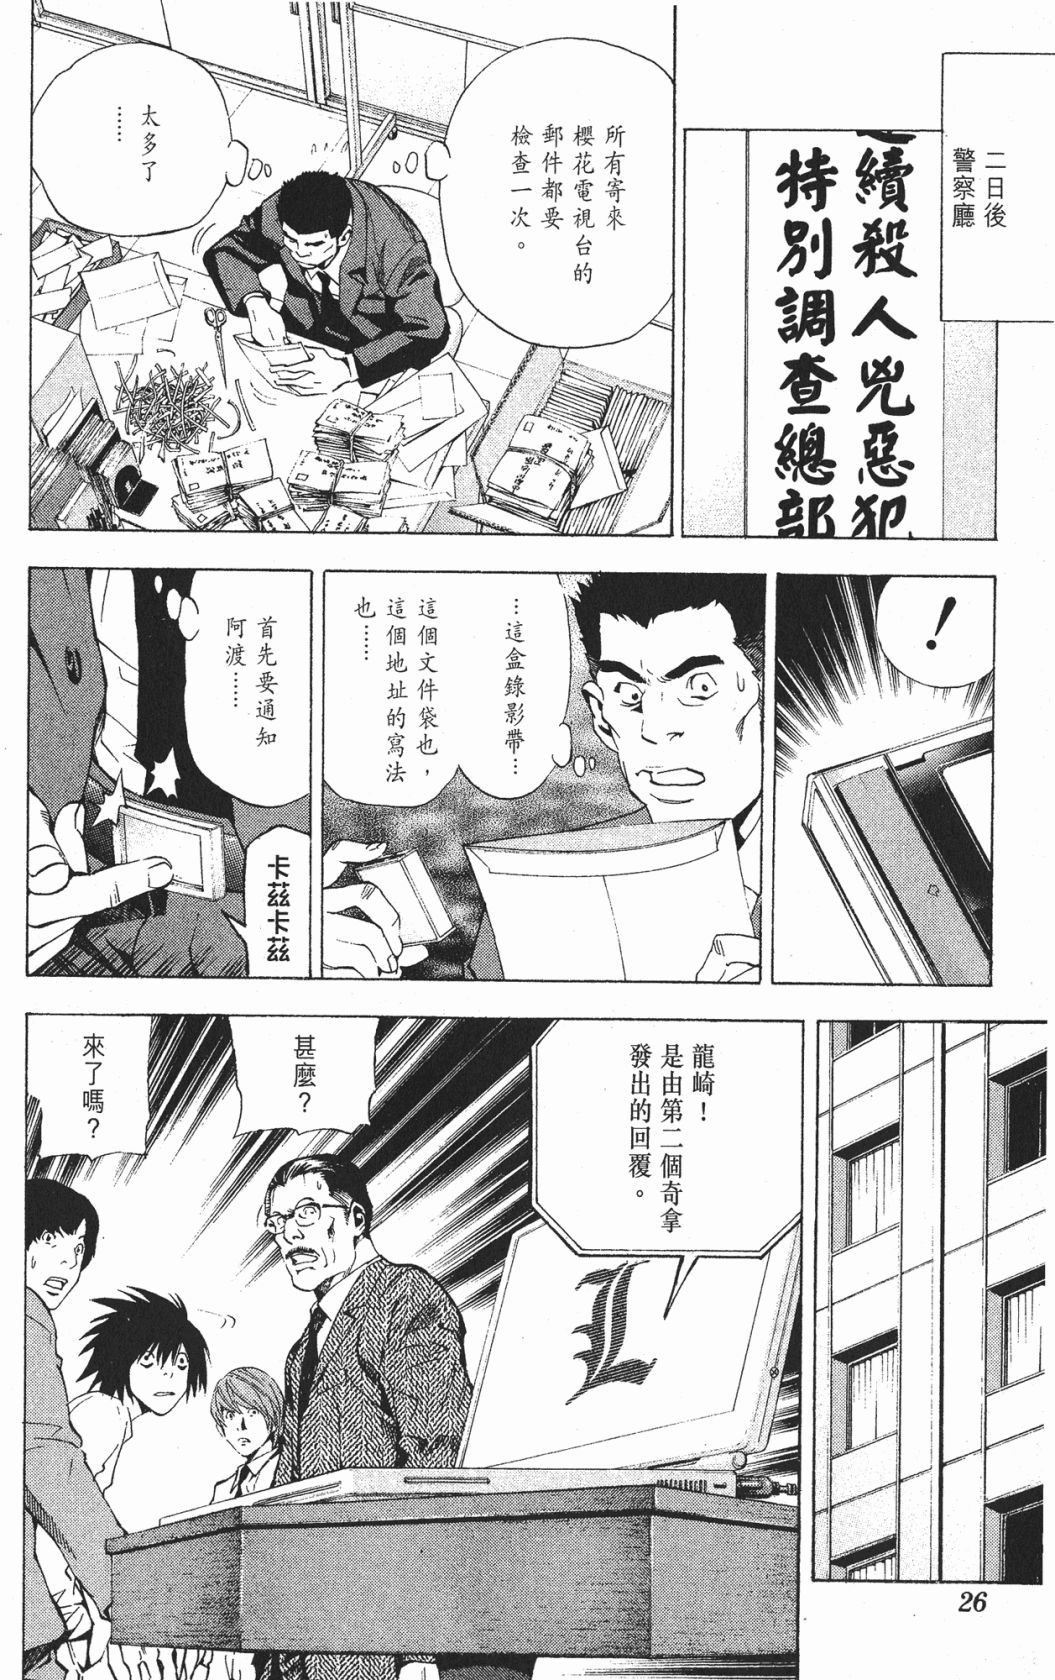 二日後
警察廳
連續殺人兇惡犯
特別調查總部
所有寄來
櫻花電視台的
郵件都要
檢查一次。
太多了
……
！
…這盒錄影帶…
這個文件袋也，
這個地址的寫法
也……
首先要通知
阿渡……
卡茲卡茲
龍崎！
是由第二個奇拿
發出的回覆。
L
甚麼？
來了嗎？
26